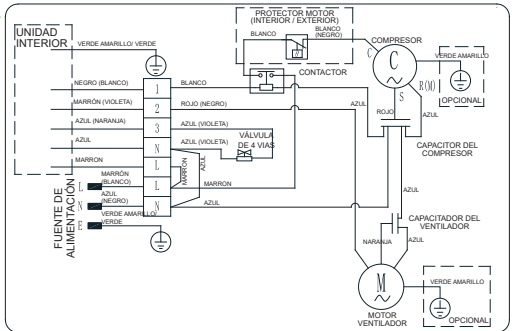 PROTECTOR MOTOR
(INTERIOR / EXTERIOR)
UNIDAD
INTERIOR
VERDE AMARILLO/ VERDE
BLANCO
BLANCO
(NEGRO)
COMPRESOR
C
C
VERDE AMARILLO
OPCIONAL
R(M)
S
CONTACTOR
NEGRO (BLANCO)
1
BLANCO
MARRÓN (VIOLETA)
2
ROJO (NEGRO)
AZUL
ROJO
AZUL
AZUL (NARANJA)
3
AZUL (VIOLETA)
VÁLVULA
DE 4 VIAS
AZUL
N
AZUL (VIOLETA)
CAPACITOR DEL
COMPRESOR
MARRON
L
MARRON
AZUL
FUENTE DE
ALIMENTACIÓN
L
MARRÓN
(BLANCO)
L
MARRON
AZUL
N
AZUL
(NEGRO)
N
AZUL
E
VERDE AMARILLO/
VERDE
CAPACITADOR DEL
VENTILADOR
NARANJA
AZUL
M
VERDE AMARILLO
OPCIONAL
MOTOR
VENTILADOR